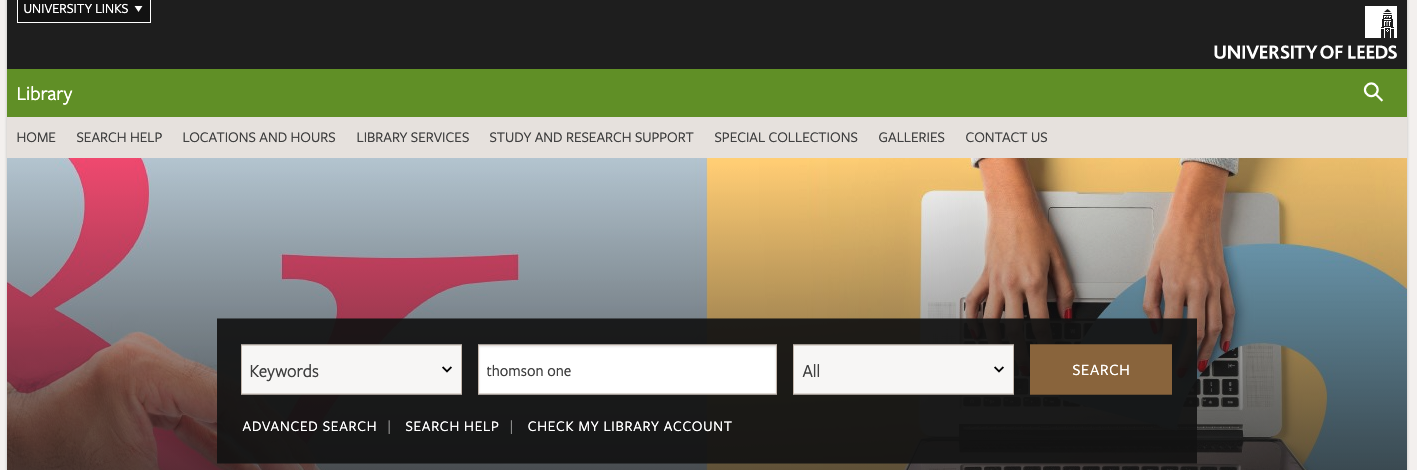 UNIVERSITY LINKS
UNIVERSITY OF LEEDS
Library
HOME SEARCH HELP LOCATIONS AND HOURS LIBRARY SERVICES STUDY AND RESEARCH SUPPORT SPECIAL COLLECTIONS GALLERIES CONTACT US
Keywords thomson one All SEARCH
ADVANCED SEARCH | SEARCH HELP | CHECK MY LIBRARY ACCOUNT